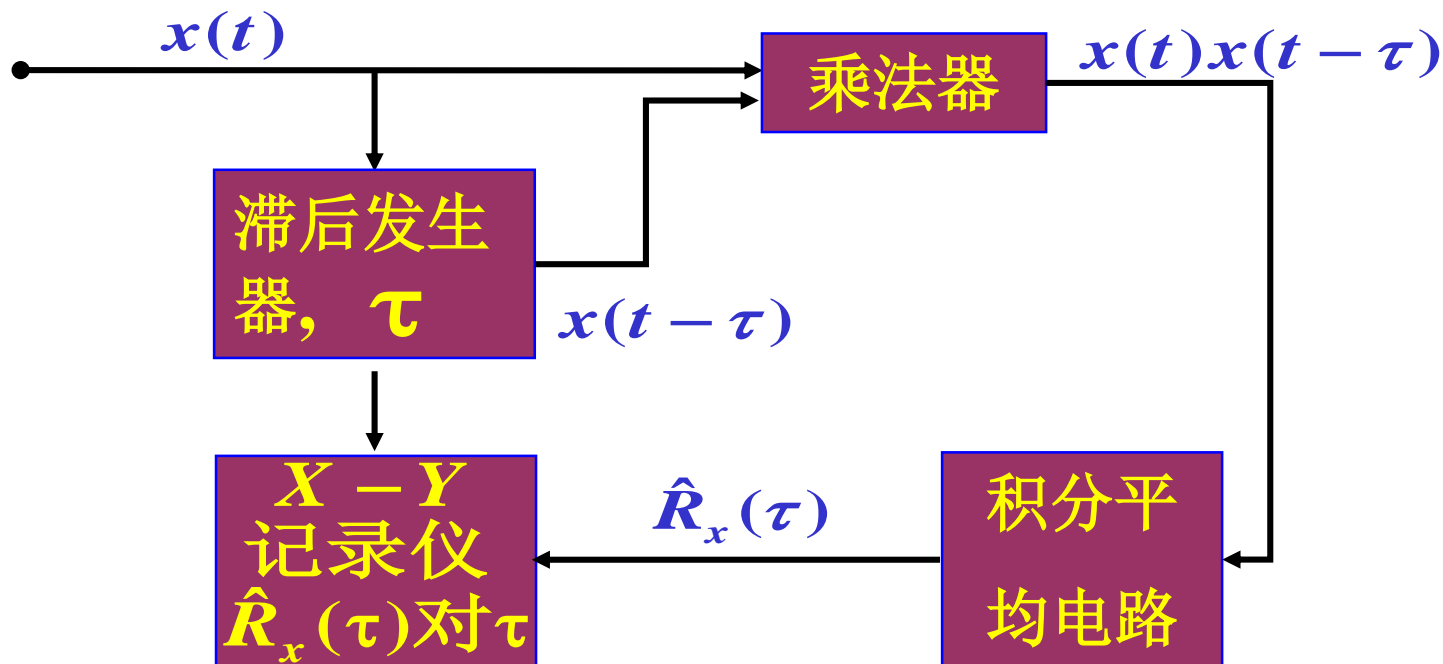 x(t)
乘法器
x(t)x(t − τ)
滞后发生
器， τ
x(t − τ)
X − Y
记录仪
R̂ₓ(τ)对τ
R̂ₓ(τ)
积分平
均电路